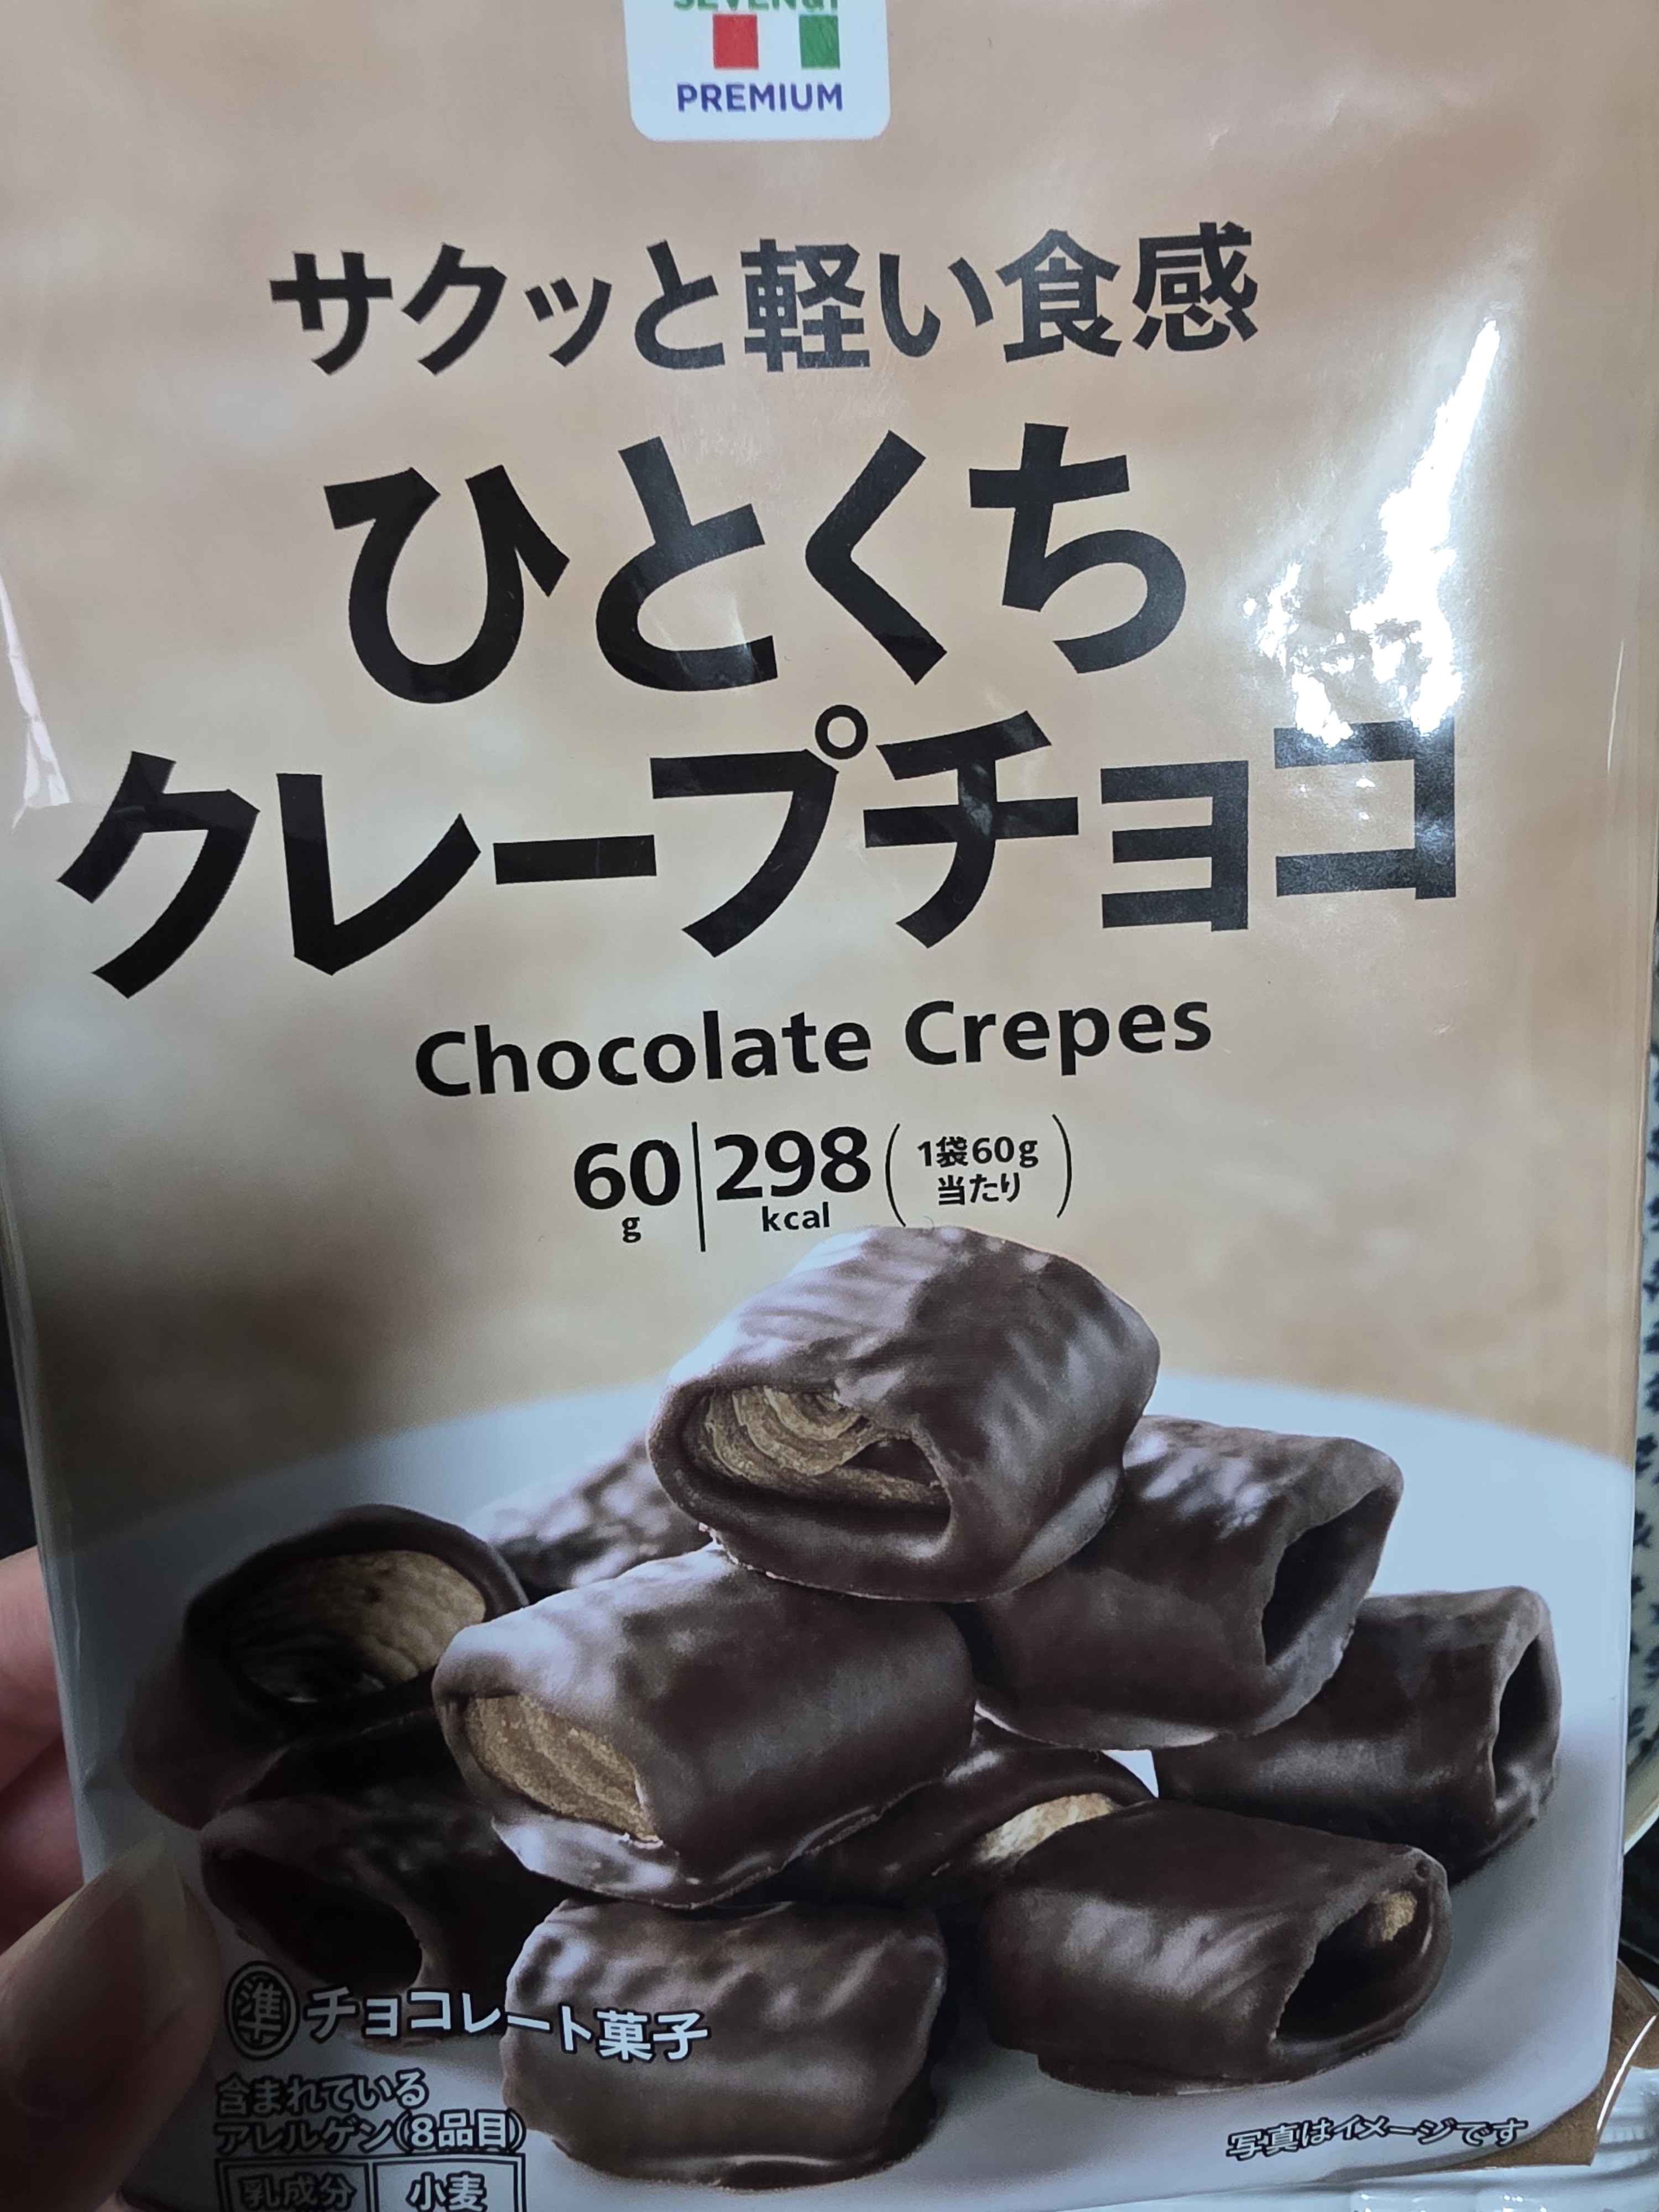 SEVEN&i
PREMIUM
サクッと軽い食感
ひとくち
クレープチョコ
Chocolate Crepes
60g 298kcal (1袋60g当たり)
準 チョコレート菓子
含まれている
アレルゲン(8品目)
乳成分 小麦
写真はイメージです